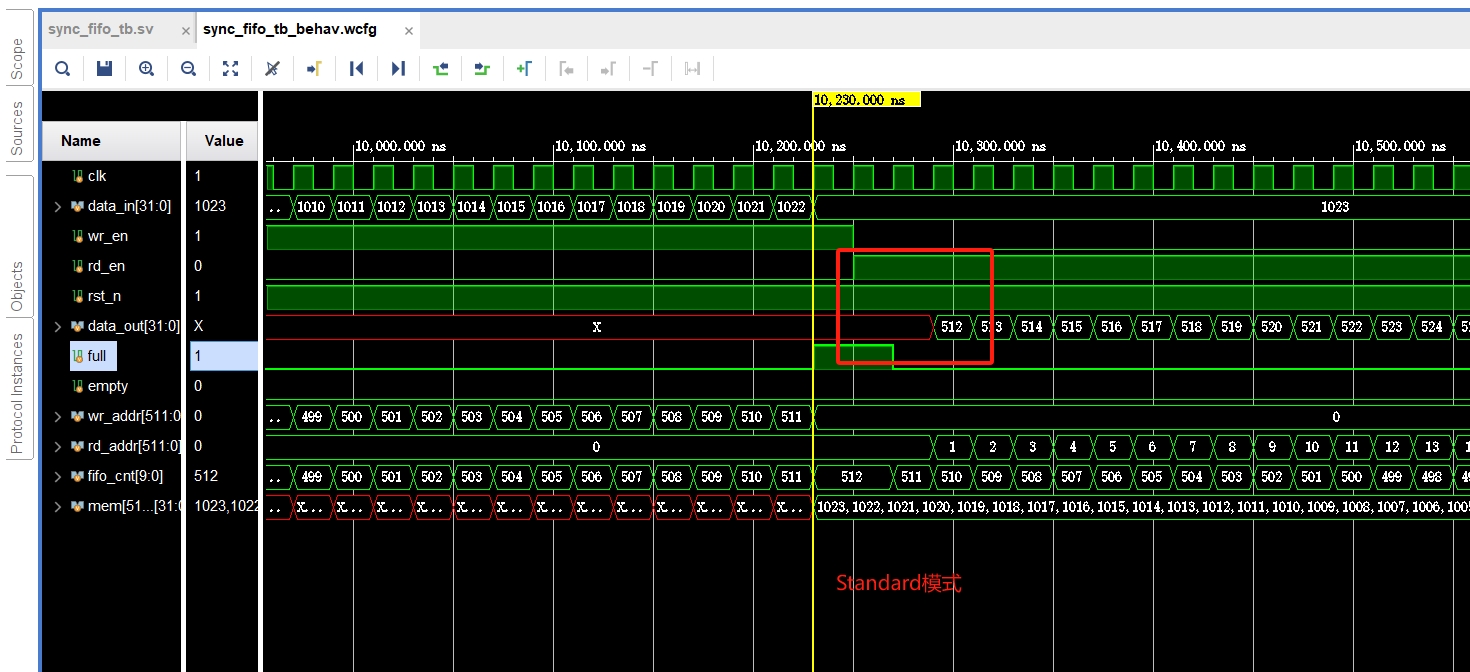 sync_fifo_tb.sv × sync_fifo_tb_behav.wcfg ×
Scope
Sources
Objects
Protocol Instances
10,230.000 ns
Name Value
10,000.000 ns 10,100.000 ns 10,200.000 ns 10,300.000 ns 10,400.000 ns 10,500.000 ns
clk 1
data_in[31:0] 1023 .. 1010 1011 1012 1013 1014 1015 1016 1017 1018 1019 1020 1021 1022 1023
wr_en 1
rd_en 0
rst_n 1
data_out[31:0] X X 512 513 514 515 516 517 518 519 520 521 522 523 524
full 1
empty 0
wr_addr[511:0 0 .. 499 500 501 502 503 504 505 506 507 508 509 510 511 0
rd_addr[511:0] 0 0 1 2 3 4 5 6 7 8 9 10 11 12 13
fifo_cnt[9:0] 512 .. 499 500 501 502 503 504 505 506 507 508 509 510 511 512 511 510 509 508 507 506 505 504 503 502 501 500 499 498
mem[51...[31:0 1023,1022 .. X... X... X... X... X... X... X... X... X... X... X... X... X... 1023,1022,1021,1020,1019,1018,1017,1016,1015,1014,1013,1012,1011,1010,1009,1008,1007,1006,1005
Standard模式